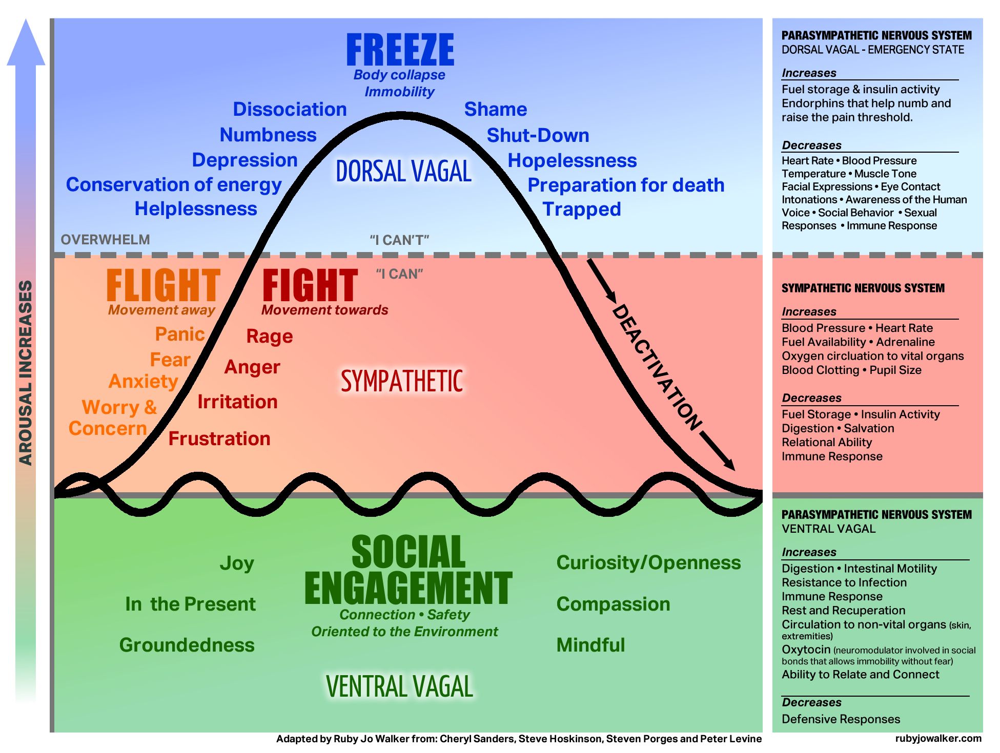 AROUSAL INCREASES
FREEZE
Body collapse
Immobility
Dissociation
Numbness
Depression
Conservation of energy
Helplessness
Shame
Shut-Down
Hopelessness
Preparation for death
Trapped
DORSAL VAGAL
OVERWHELM
“I CAN’T”
“I CAN”
FLIGHT
Movement away
Panic
Fear
Anxiety
Worry &
Concern
FIGHT
Movement towards
Rage
Anger
Irritation
Frustration
SYMPATHETIC
DEACTIVATION
SOCIAL
ENGAGEMENT
Connection • Safety
Oriented to the Environment
Joy
In the Present
Groundedness
Curiosity/Openness
Compassion
Mindful
VENTRAL VAGAL
PARASYMPATHETIC NERVOUS SYSTEM
DORSAL VAGAL - EMERGENCY STATE
Increases
Fuel storage & insulin activity
Endorphins that help numb and
raise the pain threshold.
Decreases
Heart Rate • Blood Pressure
Temperature • Muscle Tone
Facial Expressions • Eye Contact
Intonations • Awareness of the Human
Voice • Social Behavior • Sexual
Responses • Immune Response
SYMPATHETIC NERVOUS SYSTEM
Increases
Blood Pressure • Heart Rate
Fuel Availability • Adrenaline
Oxygen circluation to vital organs
Blood Clotting • Pupil Size
Decreases
Fuel Storage • Insulin Activity
Digestion • Salvation
Relational Ability
Immune Response
PARASYMPATHETIC NERVOUS SYSTEM
VENTRAL VAGAL
Increases
Digestion • Intestinal Motility
Resistance to Infection
Immune Response
Rest and Recuperation
Circulation to non-vital organs (skin,
extremities)
Oxytocin (neuromodulator involved in social
bonds that allows immobility without fear)
Ability to Relate and Connect
Decreases
Defensive Responses
Adapted by Ruby Jo Walker from: Cheryl Sanders, Steve Hoskinson, Steven Porges and Peter Levine
rubyjowalker.com